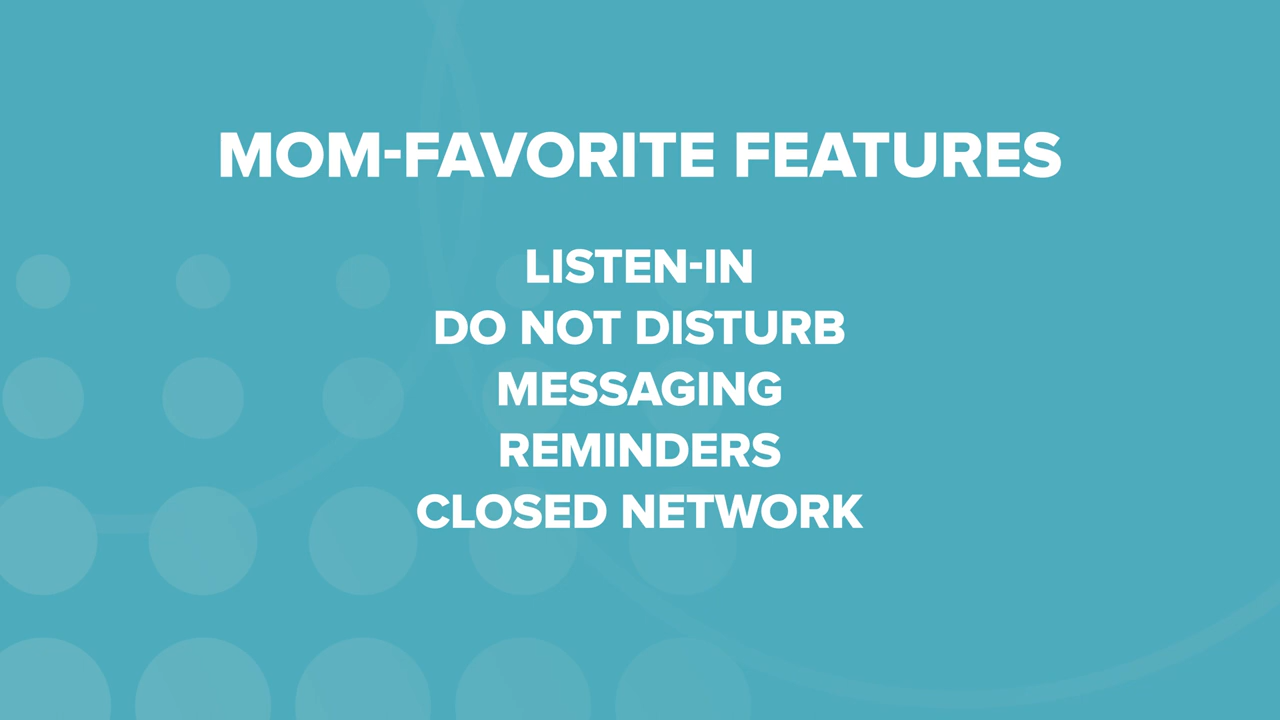 MOM-FAVORITE FEATURES
LISTEN-IN
DO NOT DISTURB
MESSAGING
REMINDERS
CLOSED NETWORK